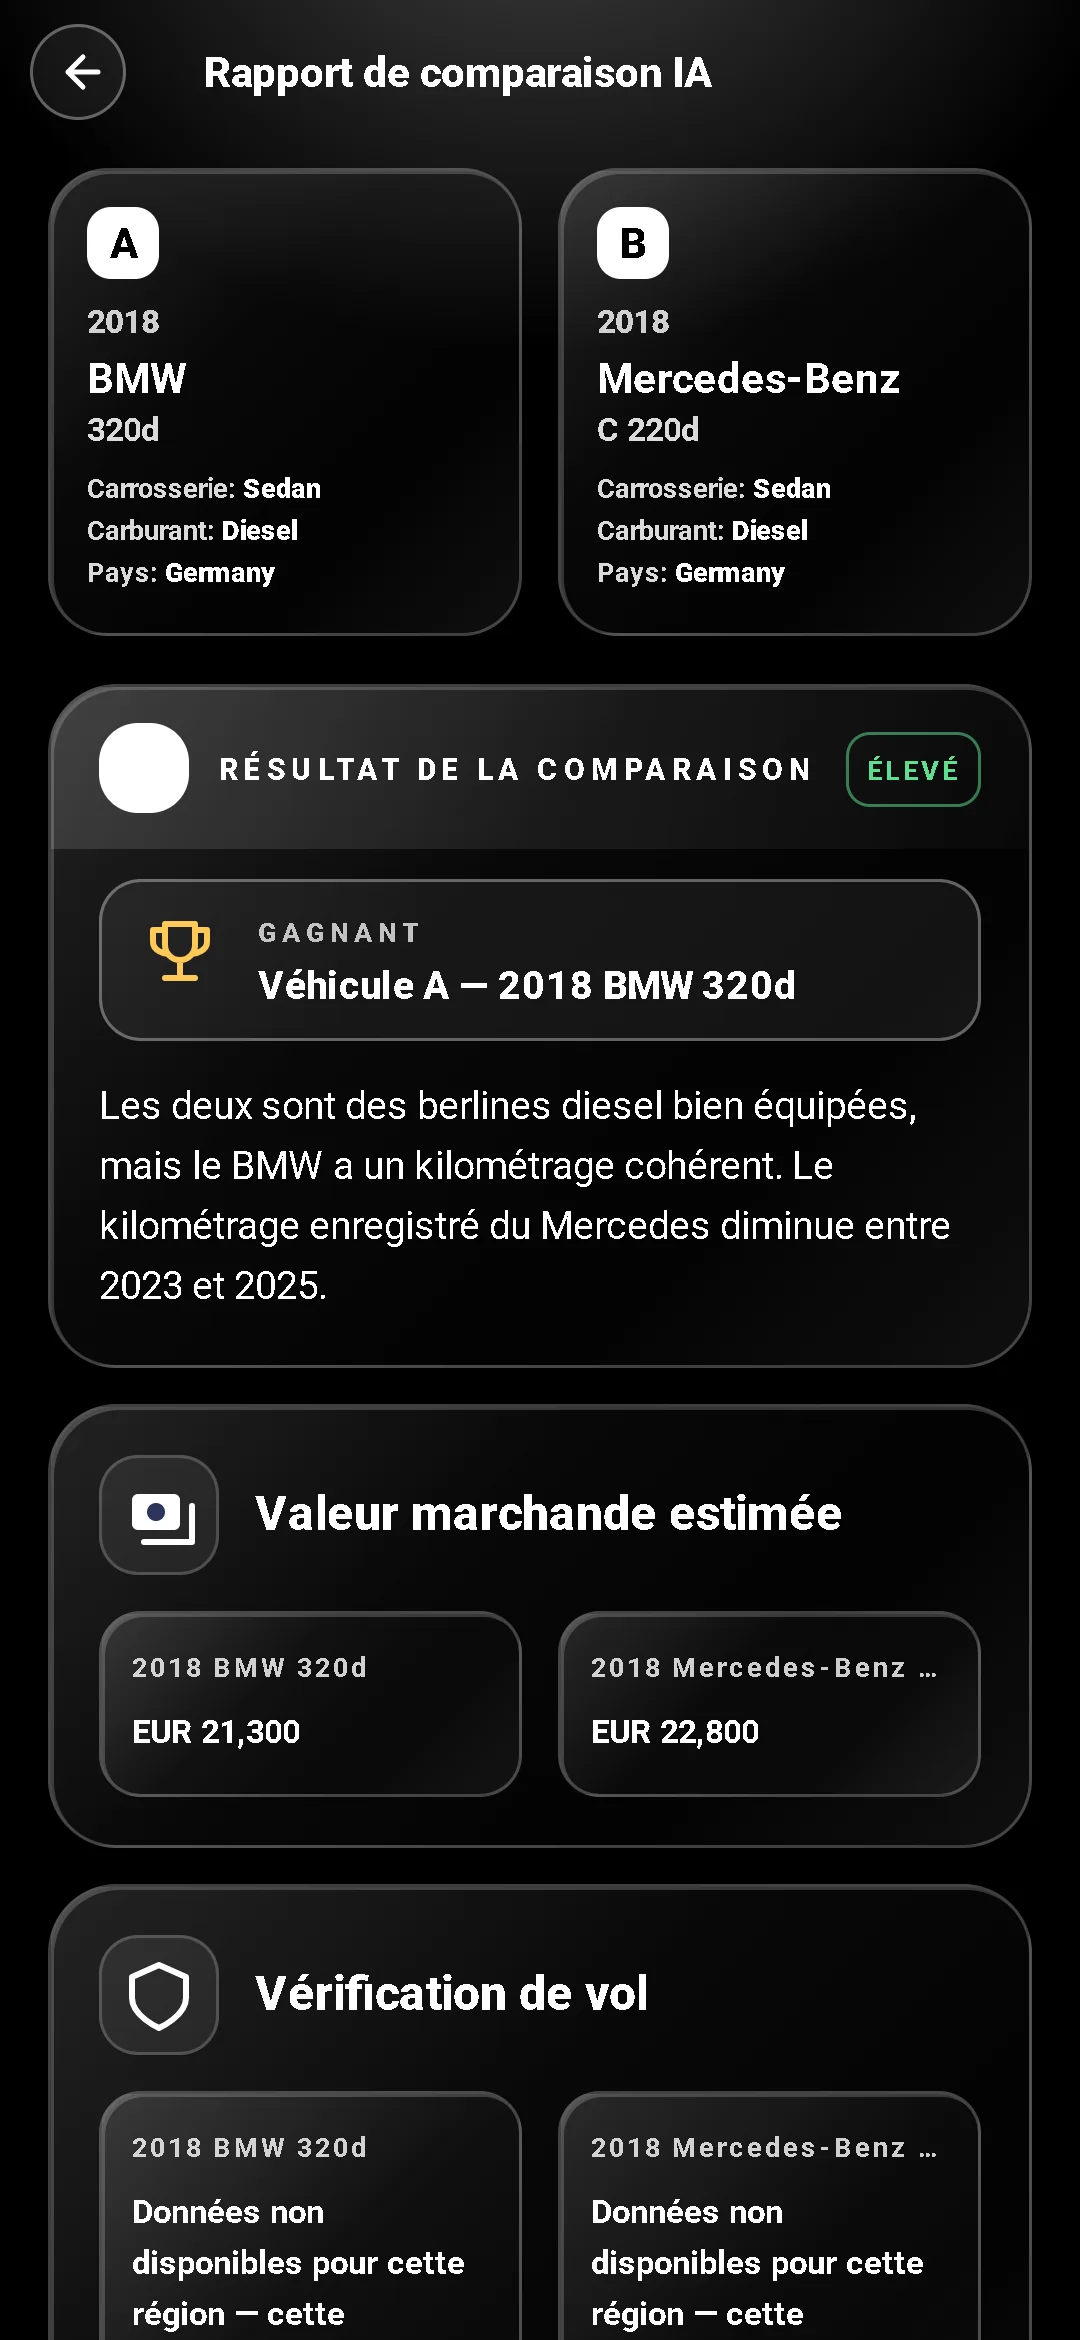 Rapport de comparaison IA
A
2018
BMW
320d
Carrosserie: Sedan
Carburant: Diesel
Pays: Germany
B
2018
Mercedes-Benz
C 220d
Carrosserie: Sedan
Carburant: Diesel
Pays: Germany
RÉSULTAT DE LA COMPARAISON
ÉLEVÉ
GAGNANT
Véhicule A — 2018 BMW 320d
Les deux sont des berlines diesel bien équipées,
mais le BMW a un kilométrage cohérent. Le
kilométrage enregistré du Mercedes diminue entre
2023 et 2025.
Valeur marchande estimée
2018 BMW 320d
EUR 21,300
2018 Mercedes-Benz ...
EUR 22,800
Vérification de vol
2018 BMW 320d
Données non
disponibles pour cette
région — cette
2018 Mercedes-Benz ...
Données non
disponibles pour cette
région — cette